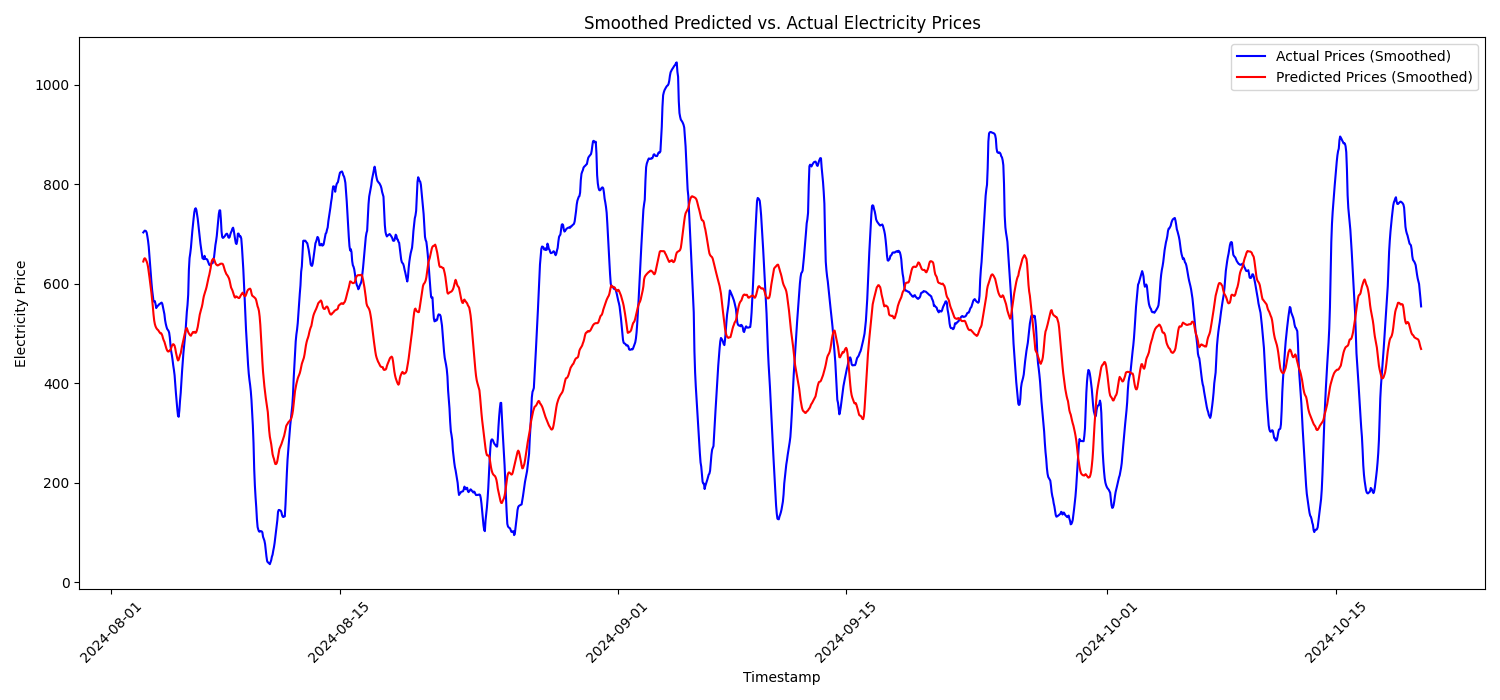 Smoothed Predicted vs. Actual Electricity Prices
Actual Prices (Smoothed)
Predicted Prices (Smoothed)
Electricity Price
1000
800
600
400
200
0
2024-08-01
2024-08-15
2024-09-01
2024-09-15
2024-10-01
2024-10-15
Timestamp